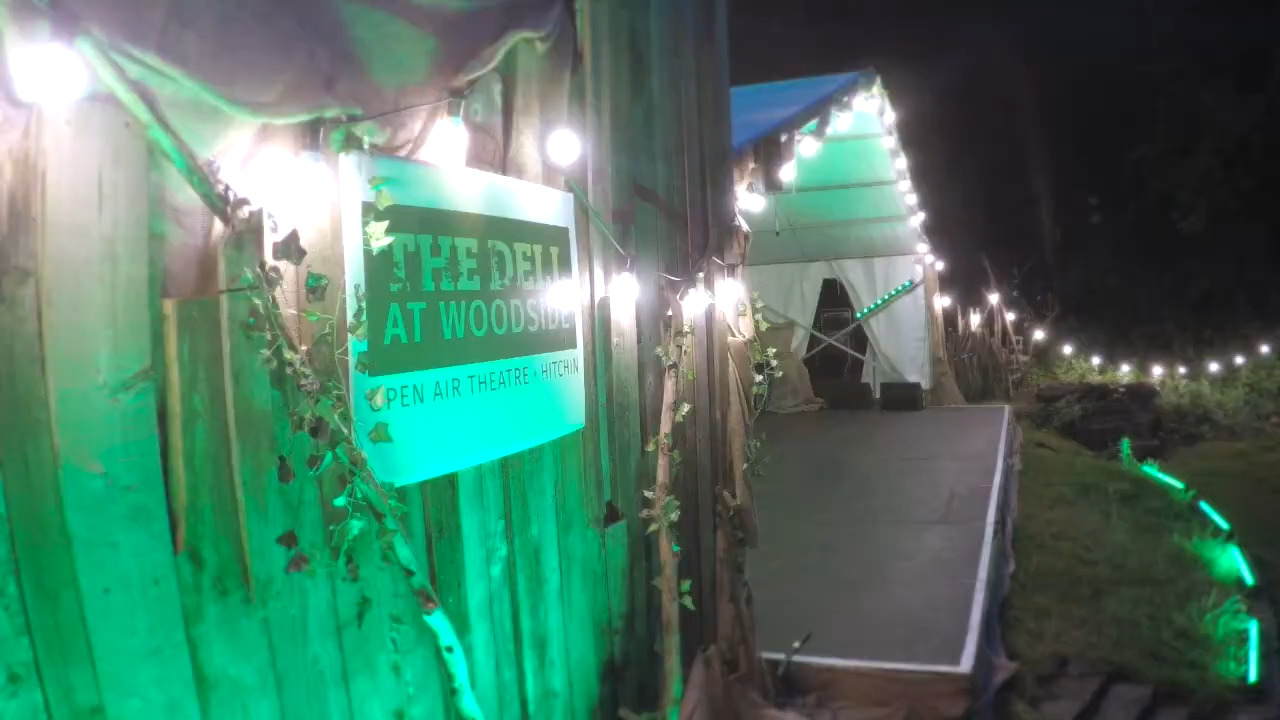 THE DELL
AT WOODSIDE
OPEN AIR THEATRE • HITCHIN